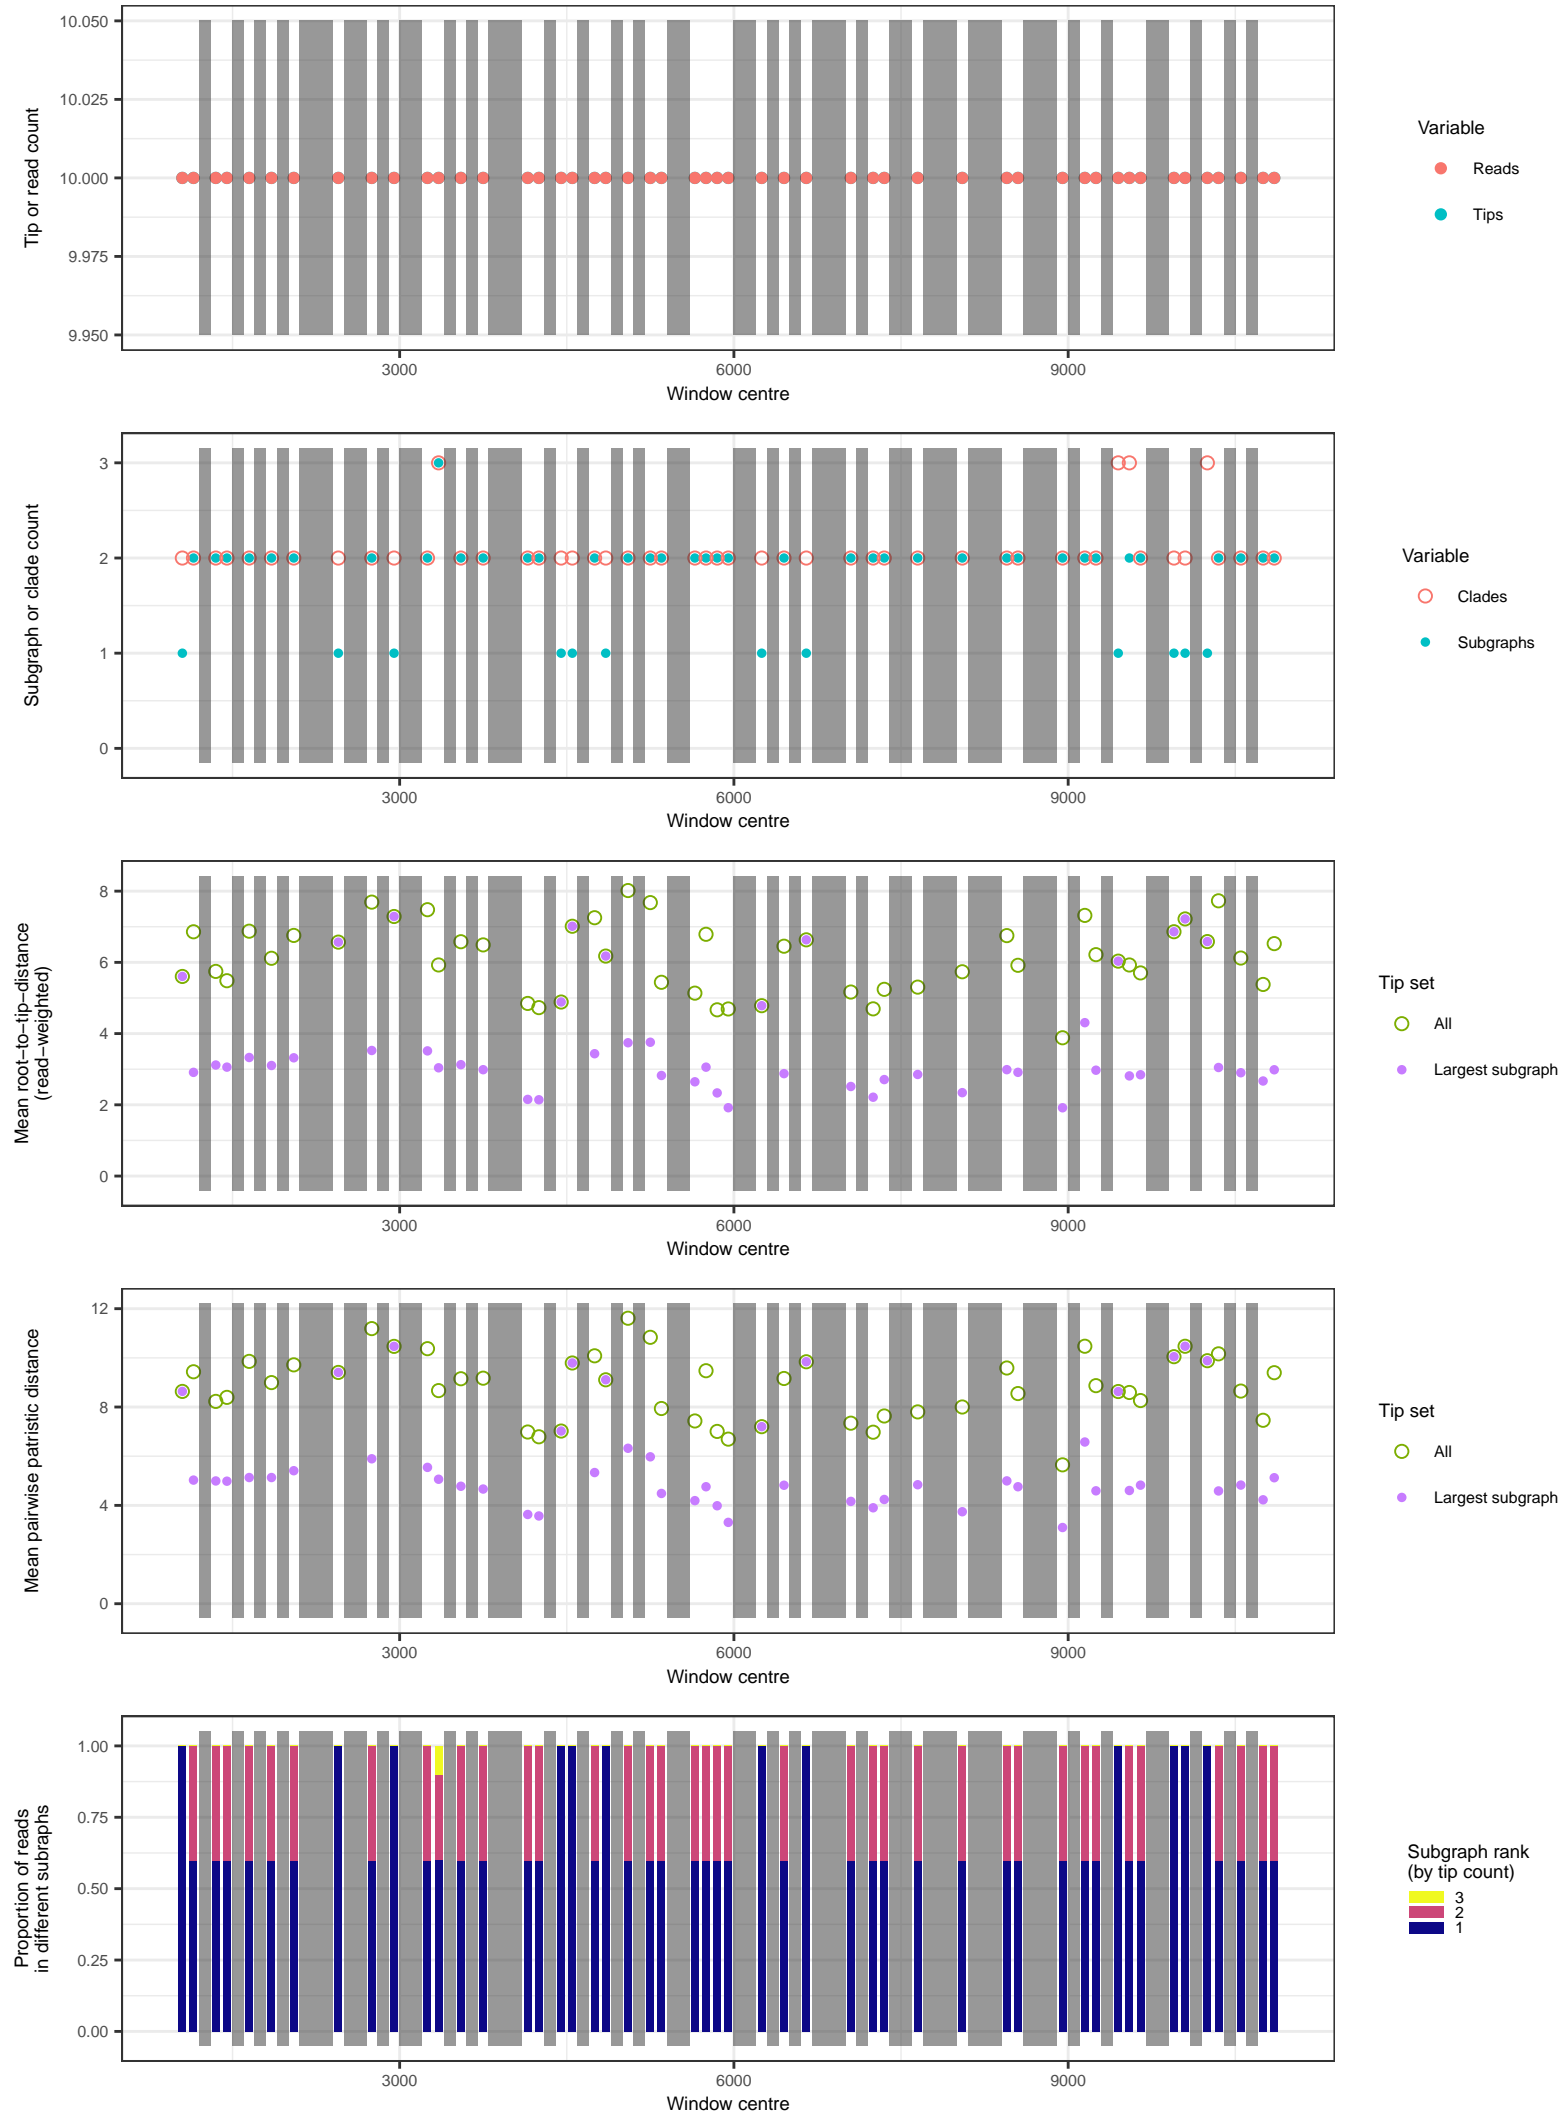 10.050
10.025
10.000
9.975
9.950
Tip or read count
3000
6000
9000
Window centre
Variable
Reads
Tips
3
2
1
0
Subgraph or clade count
3000
6000
9000
Window centre
Variable
Clades
Subgraphs
8
6
4
2
0
Mean root−to−tip−distance
(read−weighted)
3000
6000
9000
Window centre
Tip set
All
Largest subgraph
12
8
4
0
Mean pairwise patristic distance
3000
6000
9000
Window centre
Tip set
All
Largest subgraph
1.00
0.75
0.50
0.25
0.00
Proportion of reads
in different subraphs
3000
6000
9000
Window centre
Subgraph rank
(by tip count)
3
2
1